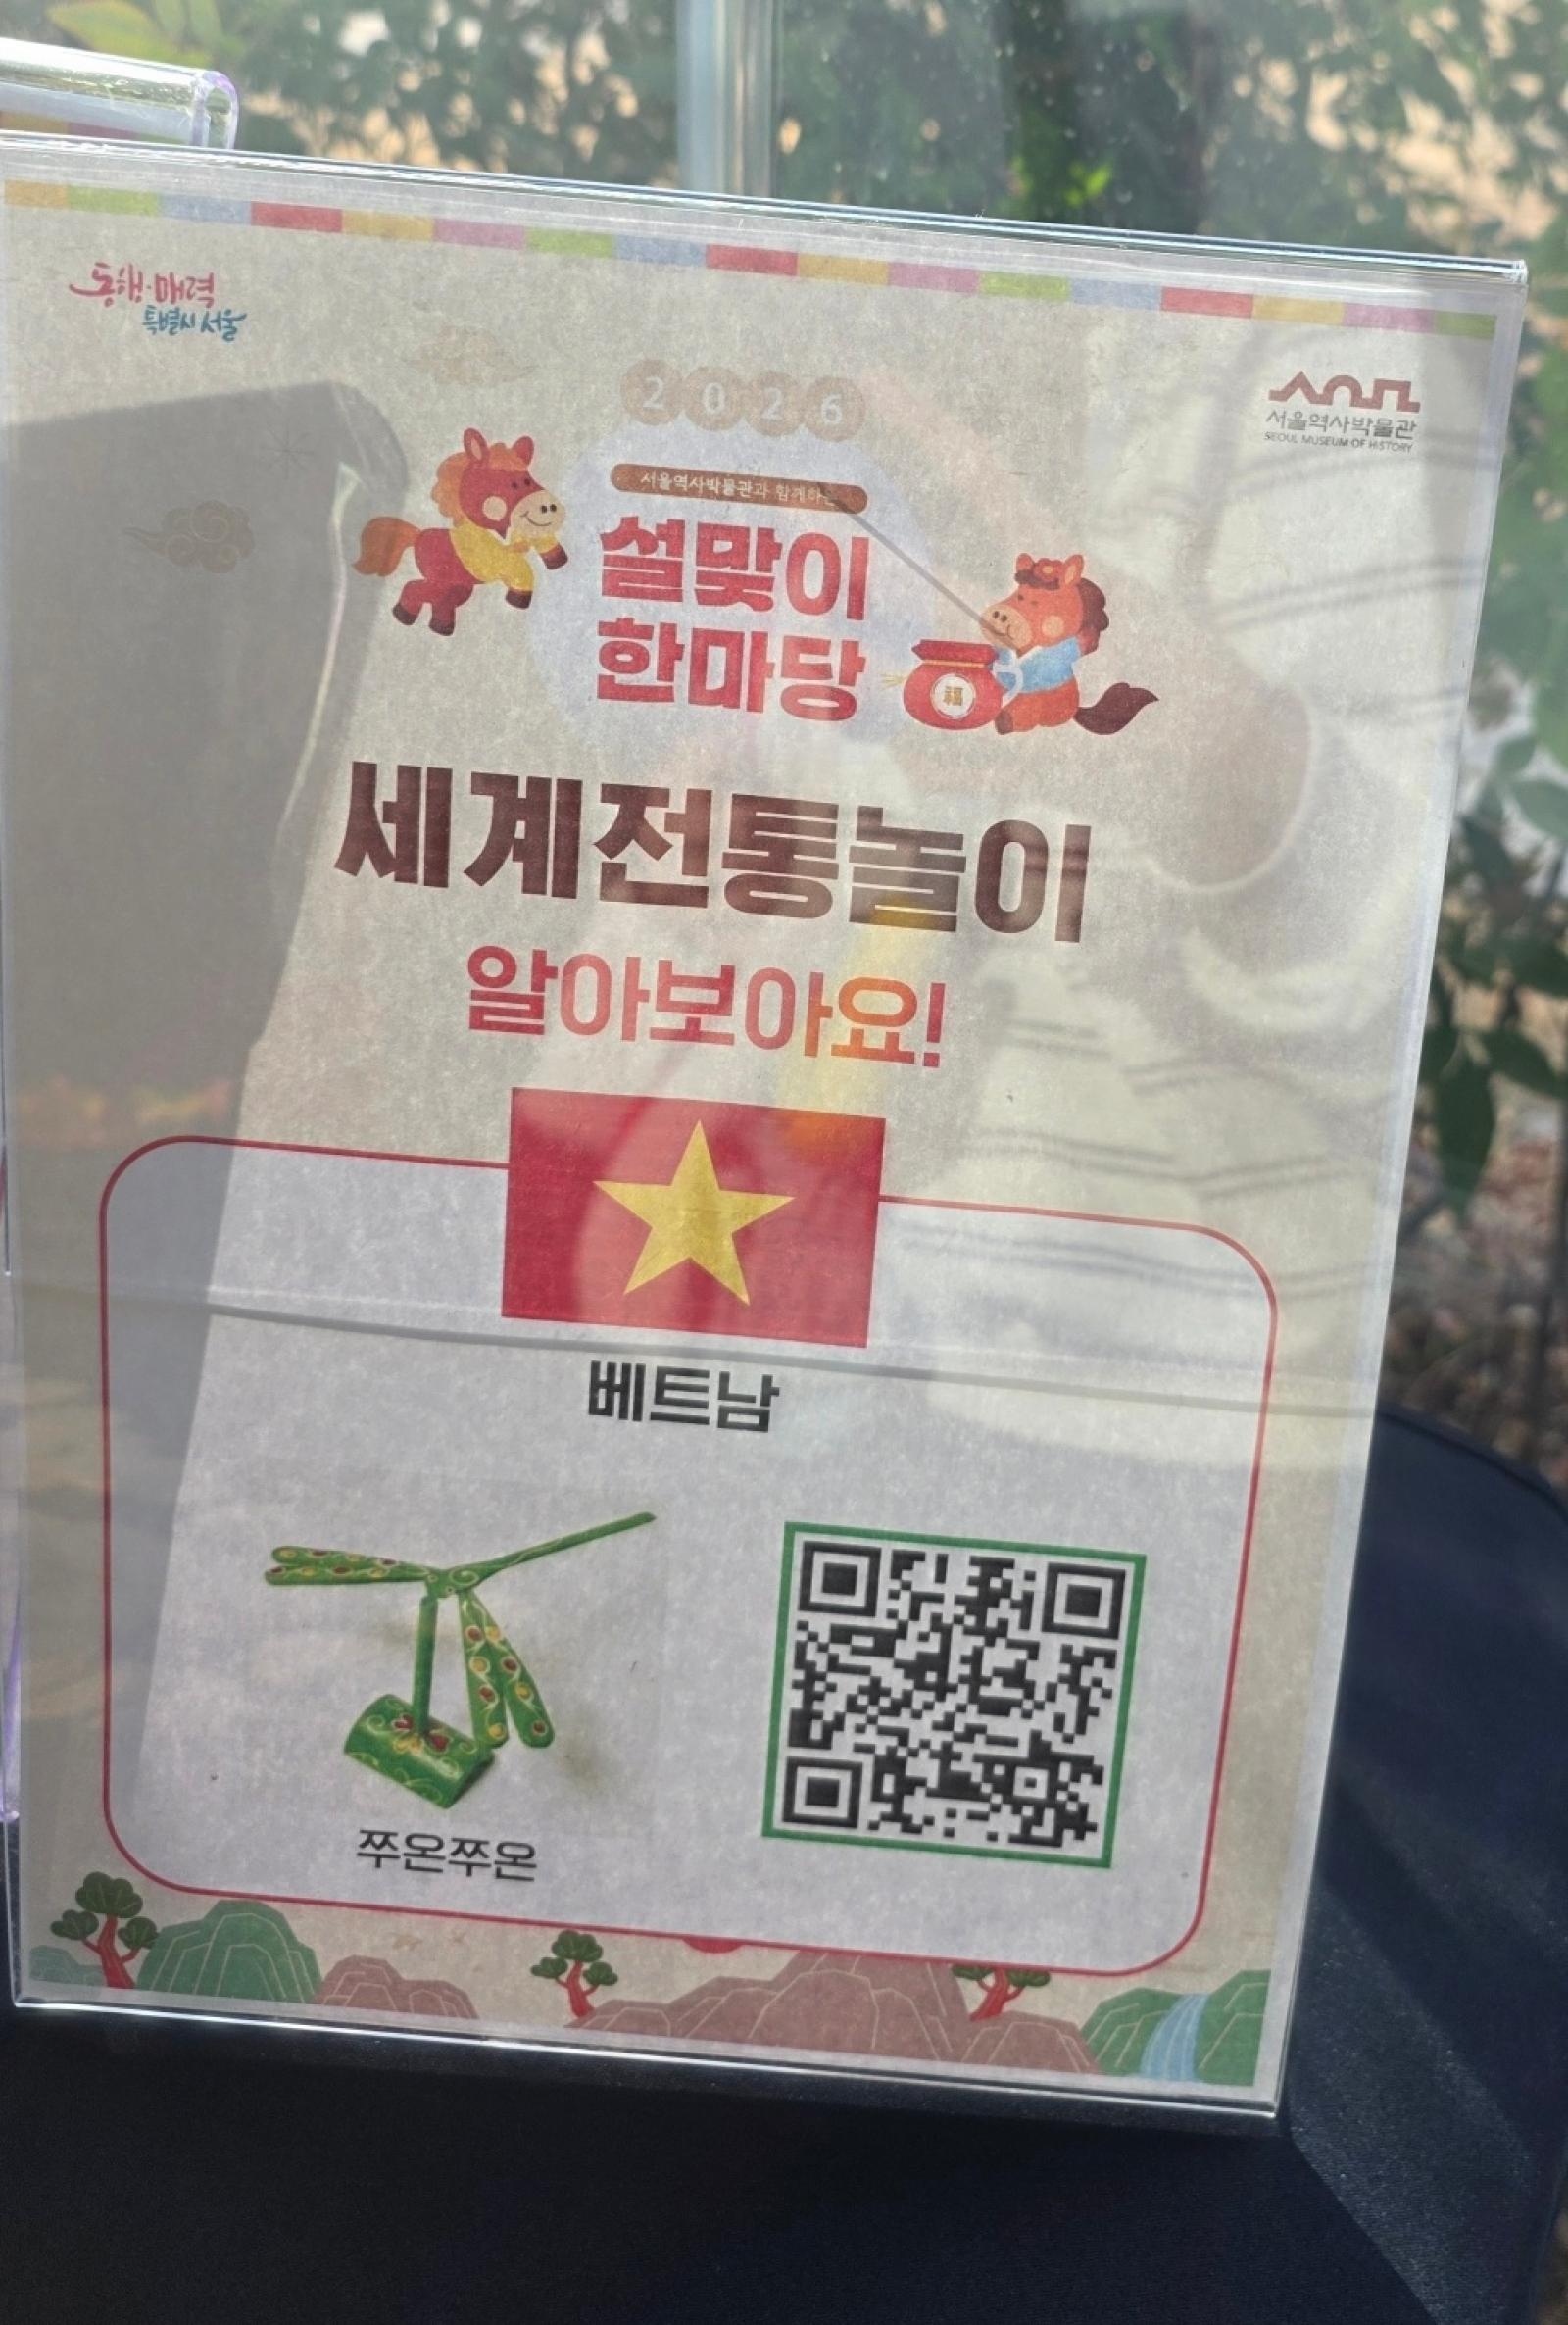 동행·매력
특별시 서울
2026
서울역사박물관
SEOUL MUSEUM OF HISTORY
서울역사박물관과 함께하는
설맞이
한마당
福
세계전통놀이
알아보아요!
베트남
쭈온쭈온